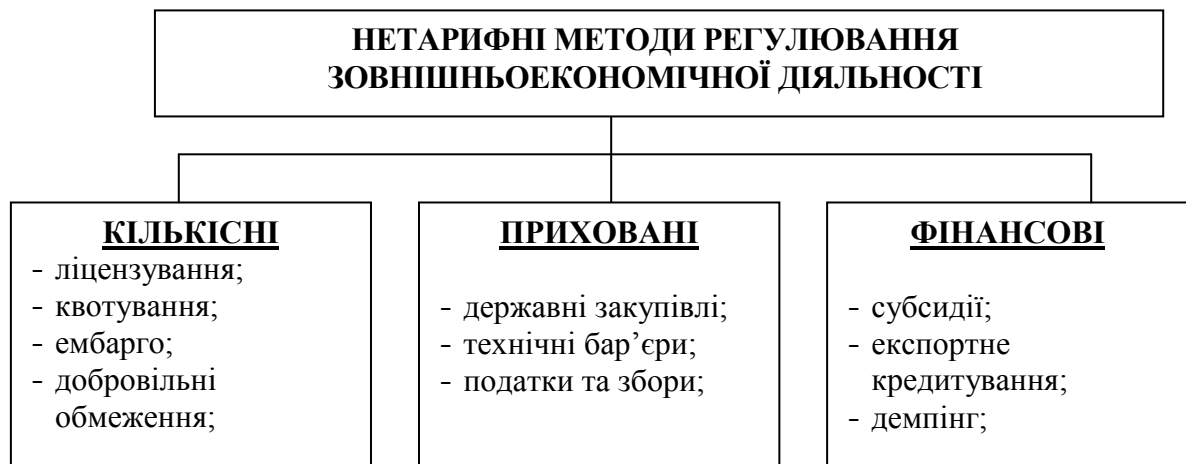 НЕТАРИФНІ МЕТОДИ РЕГУЛЮВАННЯ
ЗОВНІШНЬОЕКОНОМІЧНОЇ ДІЯЛЬНОСТІ
КІЛЬКІСНІ
- ліцензування;
- квотування;
- ембарго;
- добровільні
обмеження;
ПРИХОВАНІ
- державні закупівлі;
- технічні бар’єри;
- податки та збори;
ФІНАНСОВІ
- субсидії;
- експортне
кредитування;
- демпінг;